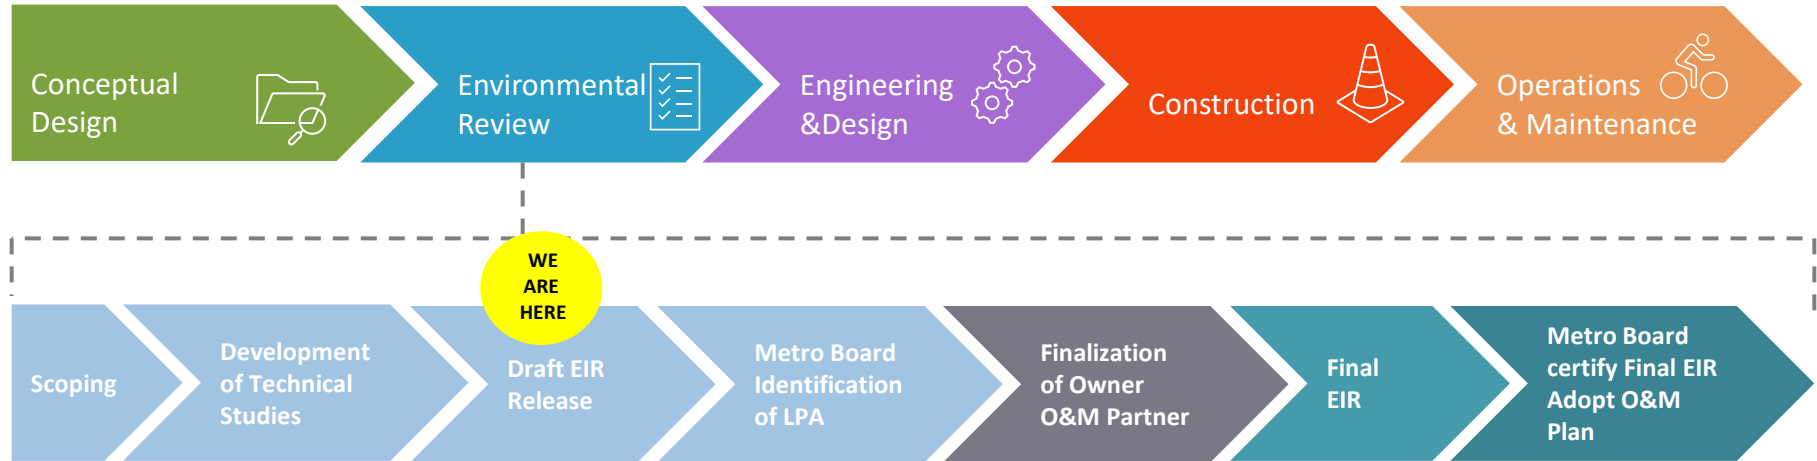 Conceptual
Design
Environmental
Review
Engineering
&Design
Construction
Operations
& Maintenance
WE
ARE
HERE
Scoping
Development
of Technical
Studies
Draft EIR
Release
Metro Board
Identification
of LPA
Finalization
of Owner
O&M Partner
Final
EIR
Metro Board
certify Final EIR
Adopt O&M
Plan